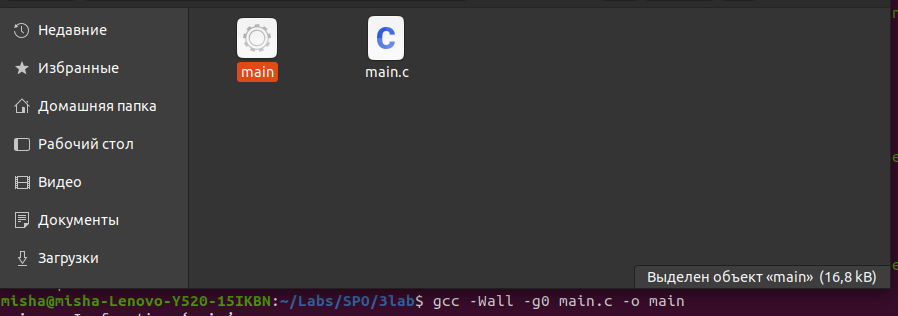 Недавние
Избранные
Домашняя папка
Рабочий стол
Видео
Документы
Загрузки
main
main.c
Выделен объект «main» (16,8 kB)
misha@misha-Lenovo-Y520-15IKBN:~/Labs/SPO/3lab$ gcc -Wall -g0 main.c -o main